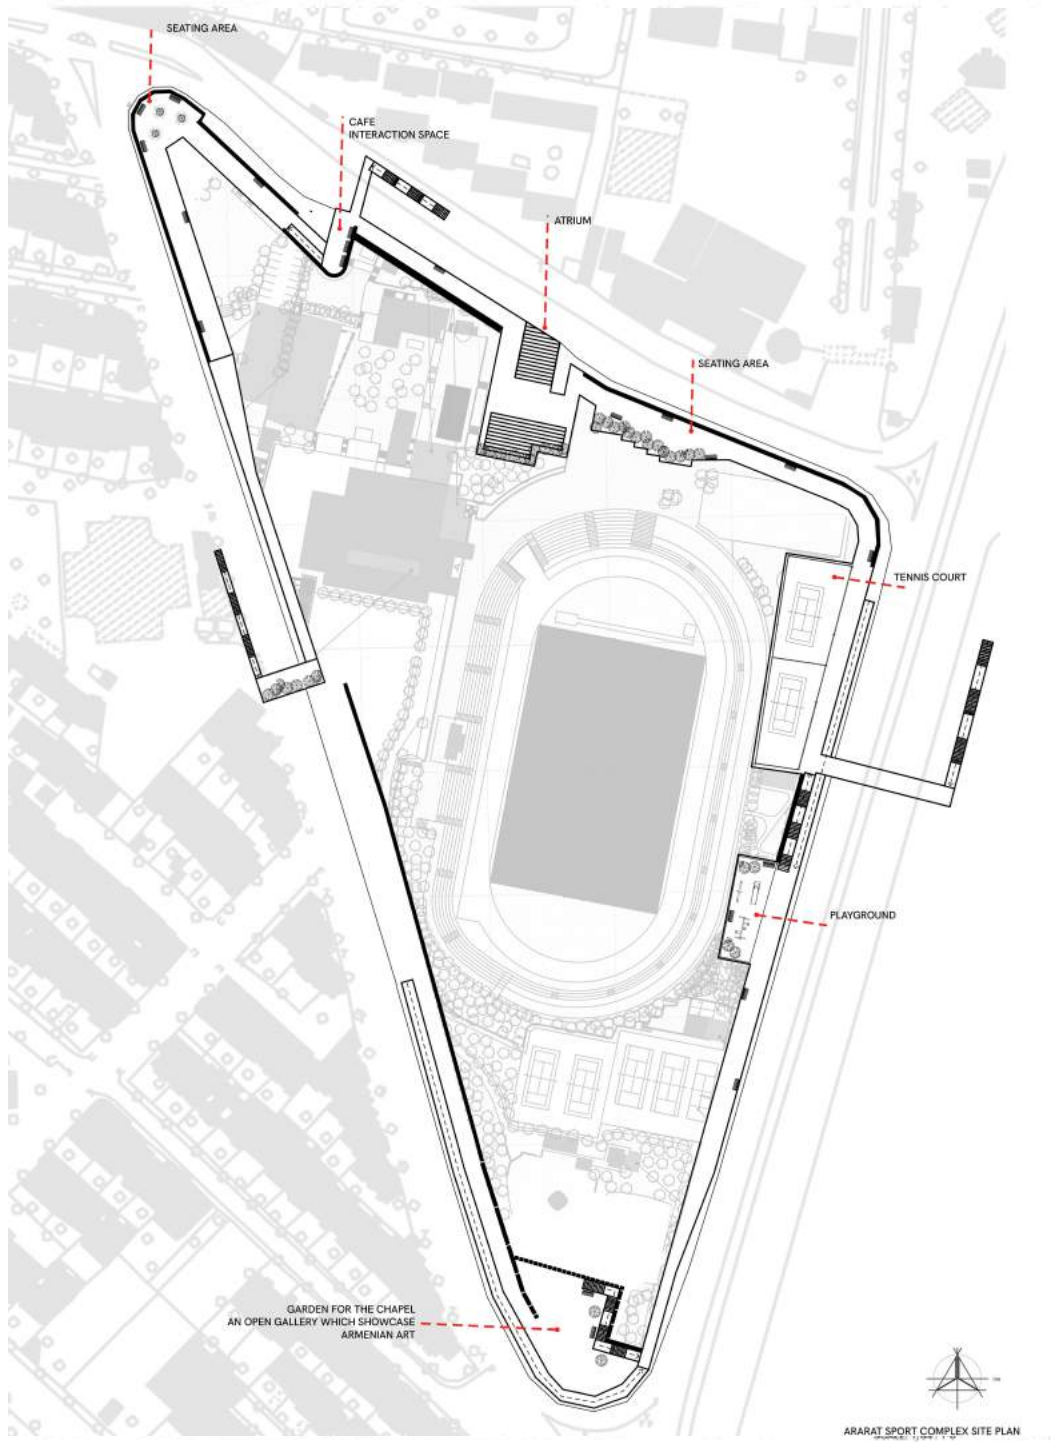 SEATING AREA
CAFE
INTERACTION SPACE
ATRIUM
SEATING AREA
TENNIS COURT
PLAYGROUND
GARDEN FOR THE CHAPEL
AN OPEN GALLERY WHICH SHOWCASE
ARMENIAN ART
ARARAT SPORT COMPLEX SITE PLAN